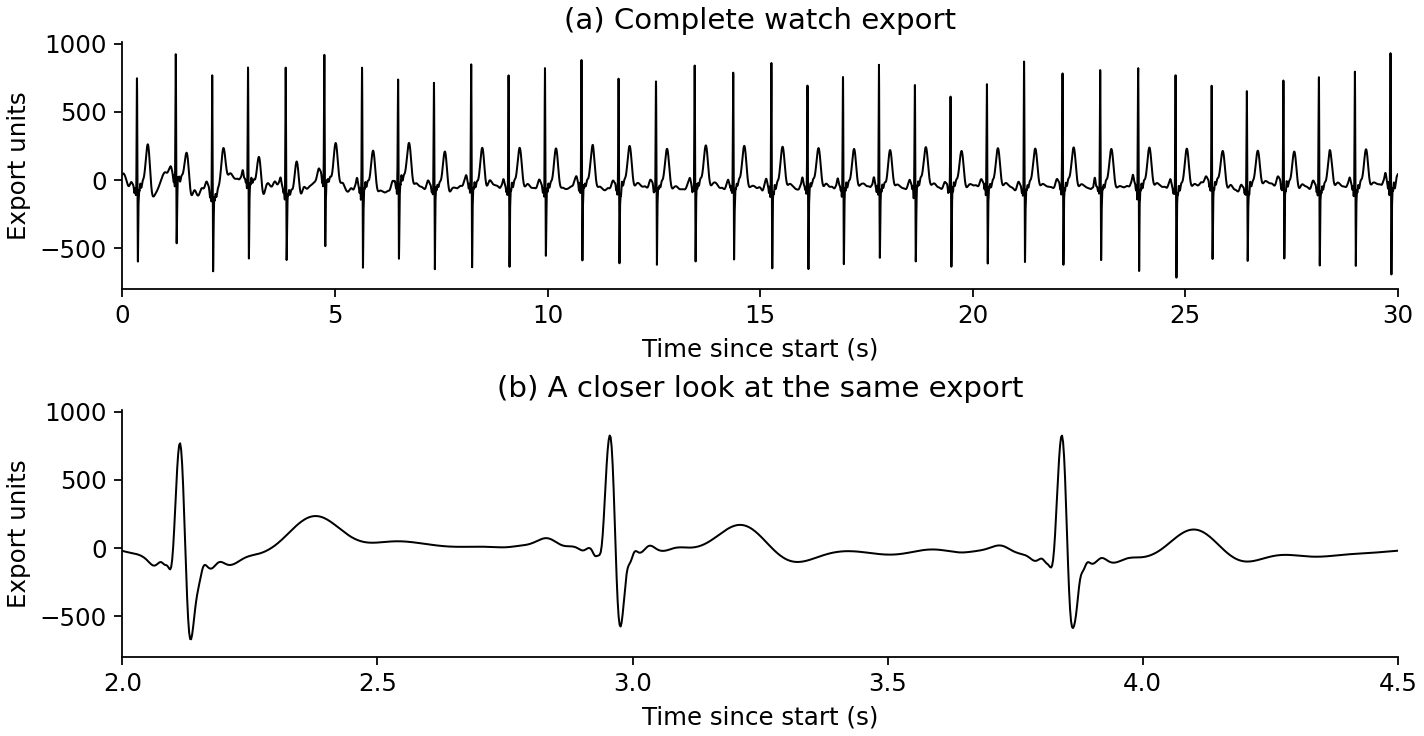 (a) Complete watch export
1000
500
0
−500
Export units
0 5 10 15 20 25 30
Time since start (s)
(b) A closer look at the same export
1000
500
0
−500
Export units
2.0 2.5 3.0 3.5 4.0 4.5
Time since start (s)